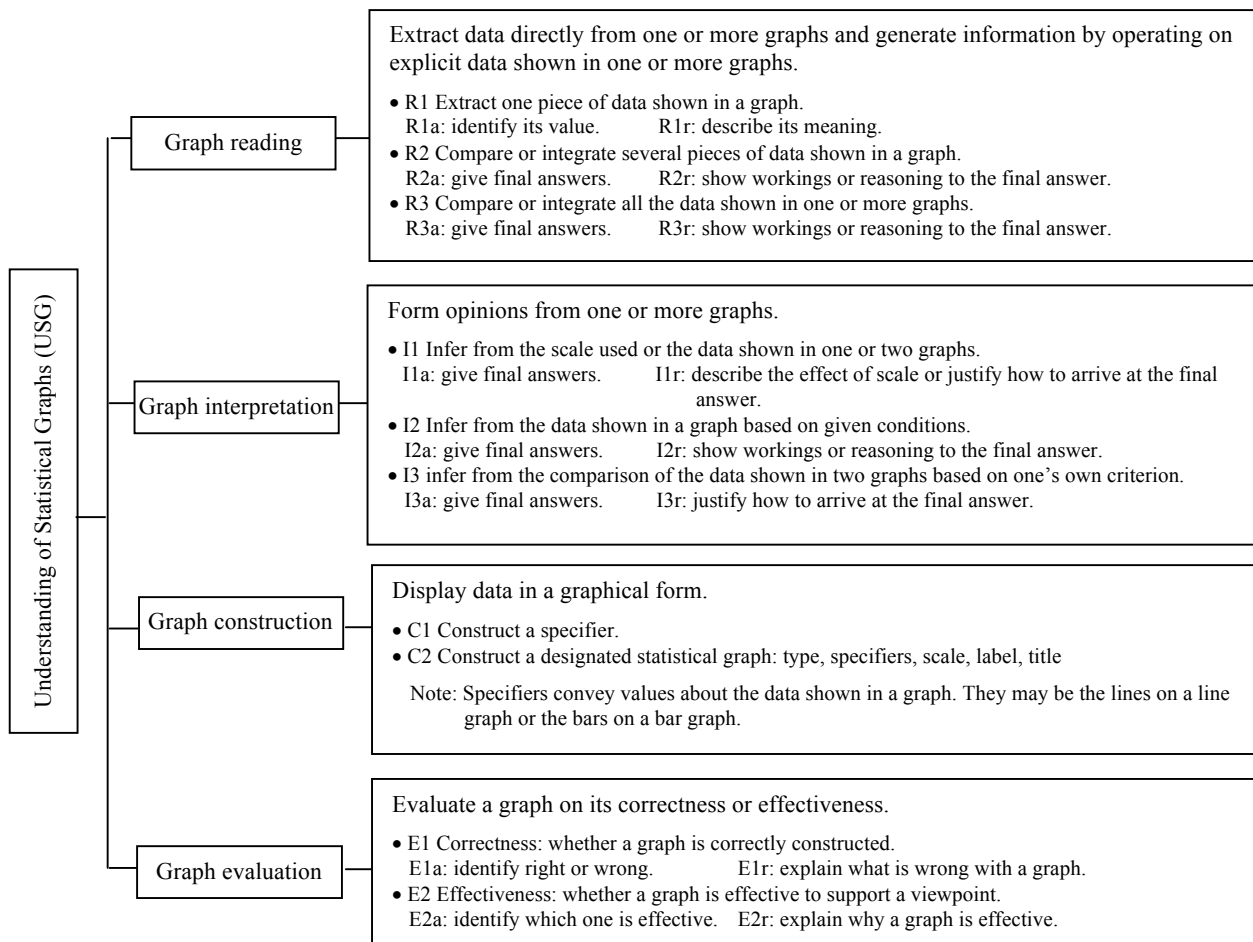 Understanding of Statistical Graphs (USG)
Graph reading
Extract data directly from one or more graphs and generate information by operating on
explicit data shown in one or more graphs.
• R1 Extract one piece of data shown in a graph.
R1a: identify its value. R1r: describe its meaning.
• R2 Compare or integrate several pieces of data shown in a graph.
R2a: give final answers. R2r: show workings or reasoning to the final answer.
• R3 Compare or integrate all the data shown in one or more graphs.
R3a: give final answers. R3r: show workings or reasoning to the final answer.
Graph interpretation
Form opinions from one or more graphs.
• I1 Infer from the scale used or the data shown in one or two graphs.
I1a: give final answers. I1r: describe the effect of scale or justify how to arrive at the final
answer.
• I2 Infer from the data shown in a graph based on given conditions.
I2a: give final answers. I2r: show workings or reasoning to the final answer.
• I3 infer from the comparison of the data shown in two graphs based on one’s own criterion.
I3a: give final answers. I3r: justify how to arrive at the final answer.
Graph construction
Display data in a graphical form.
• C1 Construct a specifier.
• C2 Construct a designated statistical graph: type, specifiers, scale, label, title
Note: Specifiers convey values about the data shown in a graph. They may be the lines on a line
graph or the bars on a bar graph.
Graph evaluation
Evaluate a graph on its correctness or effectiveness.
• E1 Correctness: whether a graph is correctly constructed.
E1a: identify right or wrong. E1r: explain what is wrong with a graph.
• E2 Effectiveness: whether a graph is effective to support a viewpoint.
E2a: identify which one is effective. E2r: explain why a graph is effective.